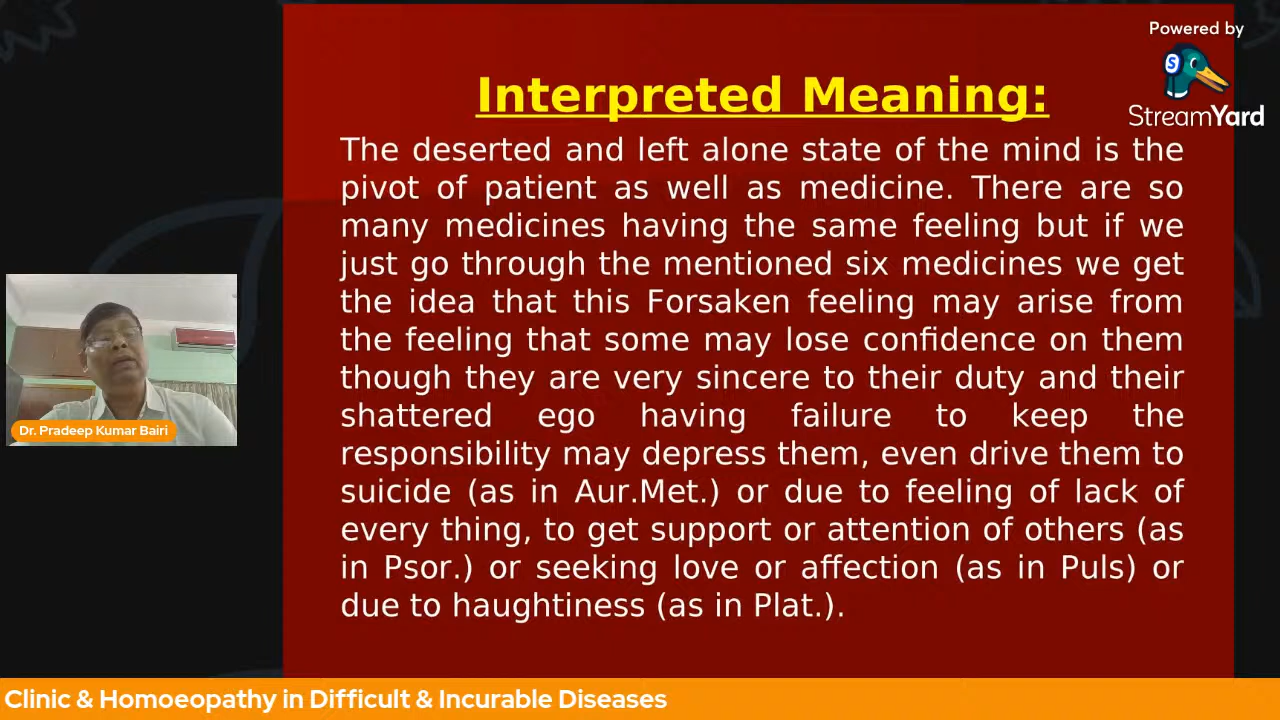 Powered by
StreamYard
Interpreted Meaning:
The deserted and left alone state of the mind is the
pivot of patient as well as medicine. There are so
many medicines having the same feeling but if we
just go through the mentioned six medicines we get
the idea that this Forsaken feeling may arise from
the feeling that some may lose confidence on them
though they are very sincere to their duty and their
shattered ego having failure to keep the
responsibility may depress them, even drive them to
suicide (as in Aur.Met.) or due to feeling of lack of
every thing, to get support or attention of others (as
in Psor.) or seeking love or affection (as in Puls) or
due to haughtiness (as in Plat.).
Dr. Pradeep Kumar Bairi
Clinic & Homoeopathy in Difficult & Incurable Diseases